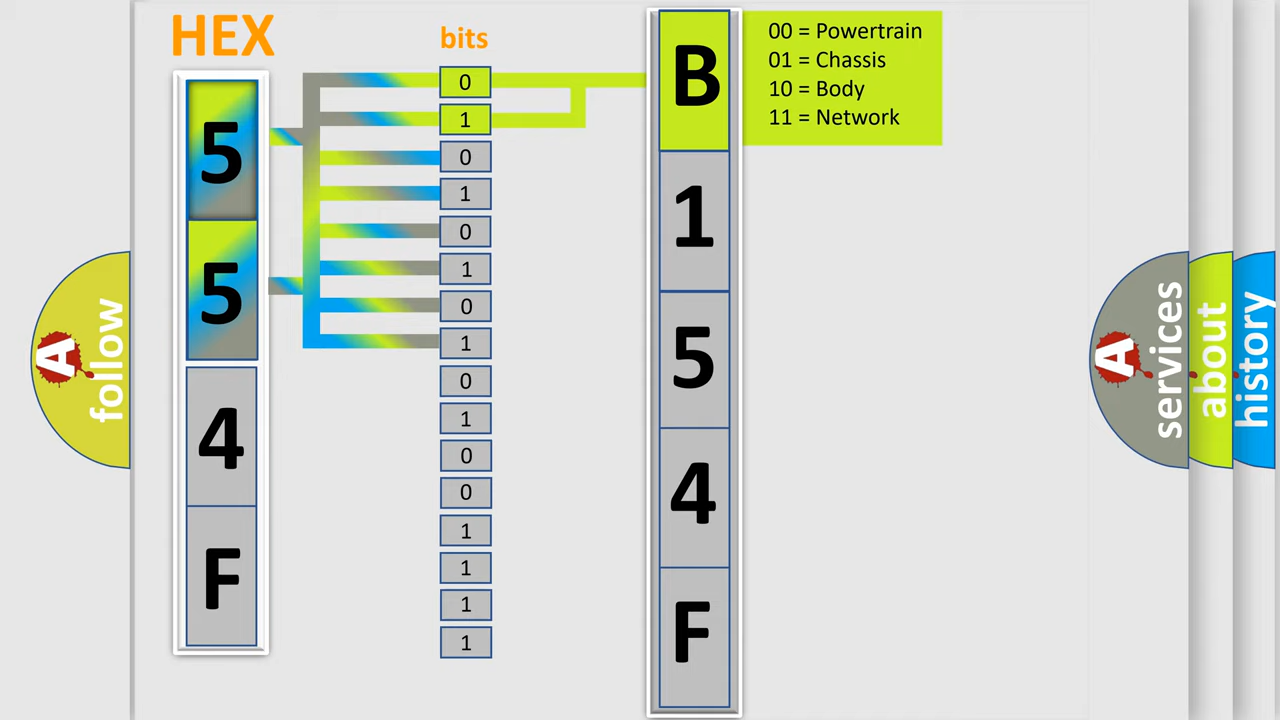 HEX
bits
5
5
4
F
0
1
0
1
0
1
0
1
0
1
0
0
1
1
1
1
B
1
5
4
F
00 = Powertrain
01 = Chassis
10 = Body
11 = Network
A
follow
A
services
about
history